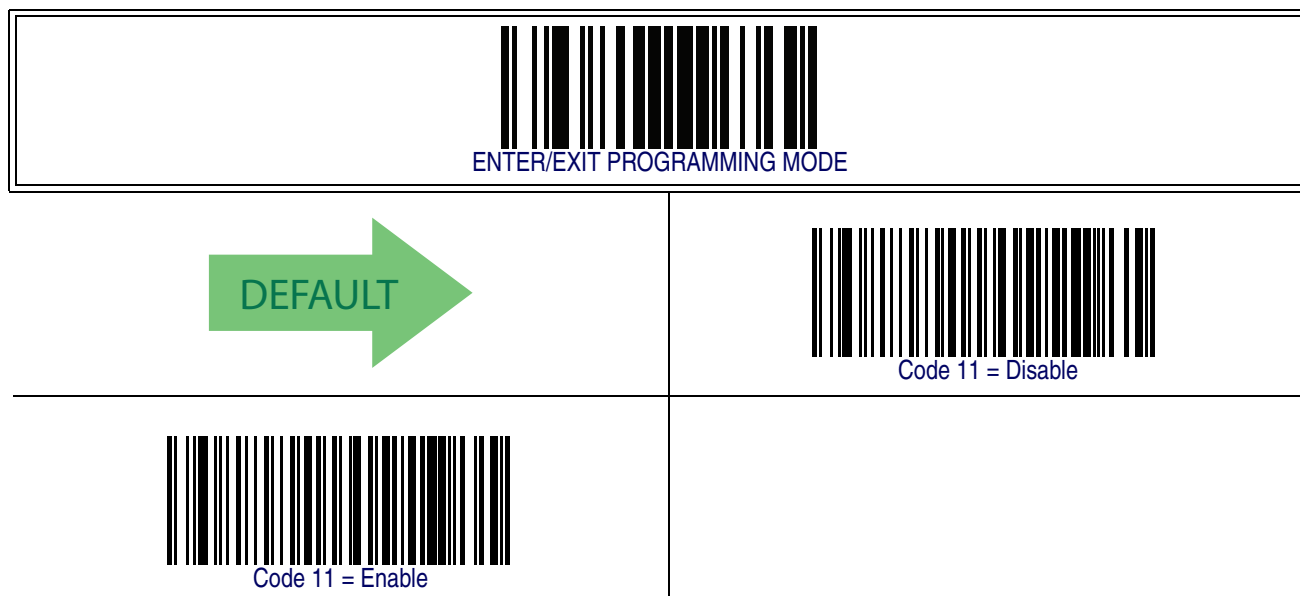 ENTER/EXIT PROGRAMMING MODE
DEFAULT
Code 11 = Disable
Code 11 = Enable